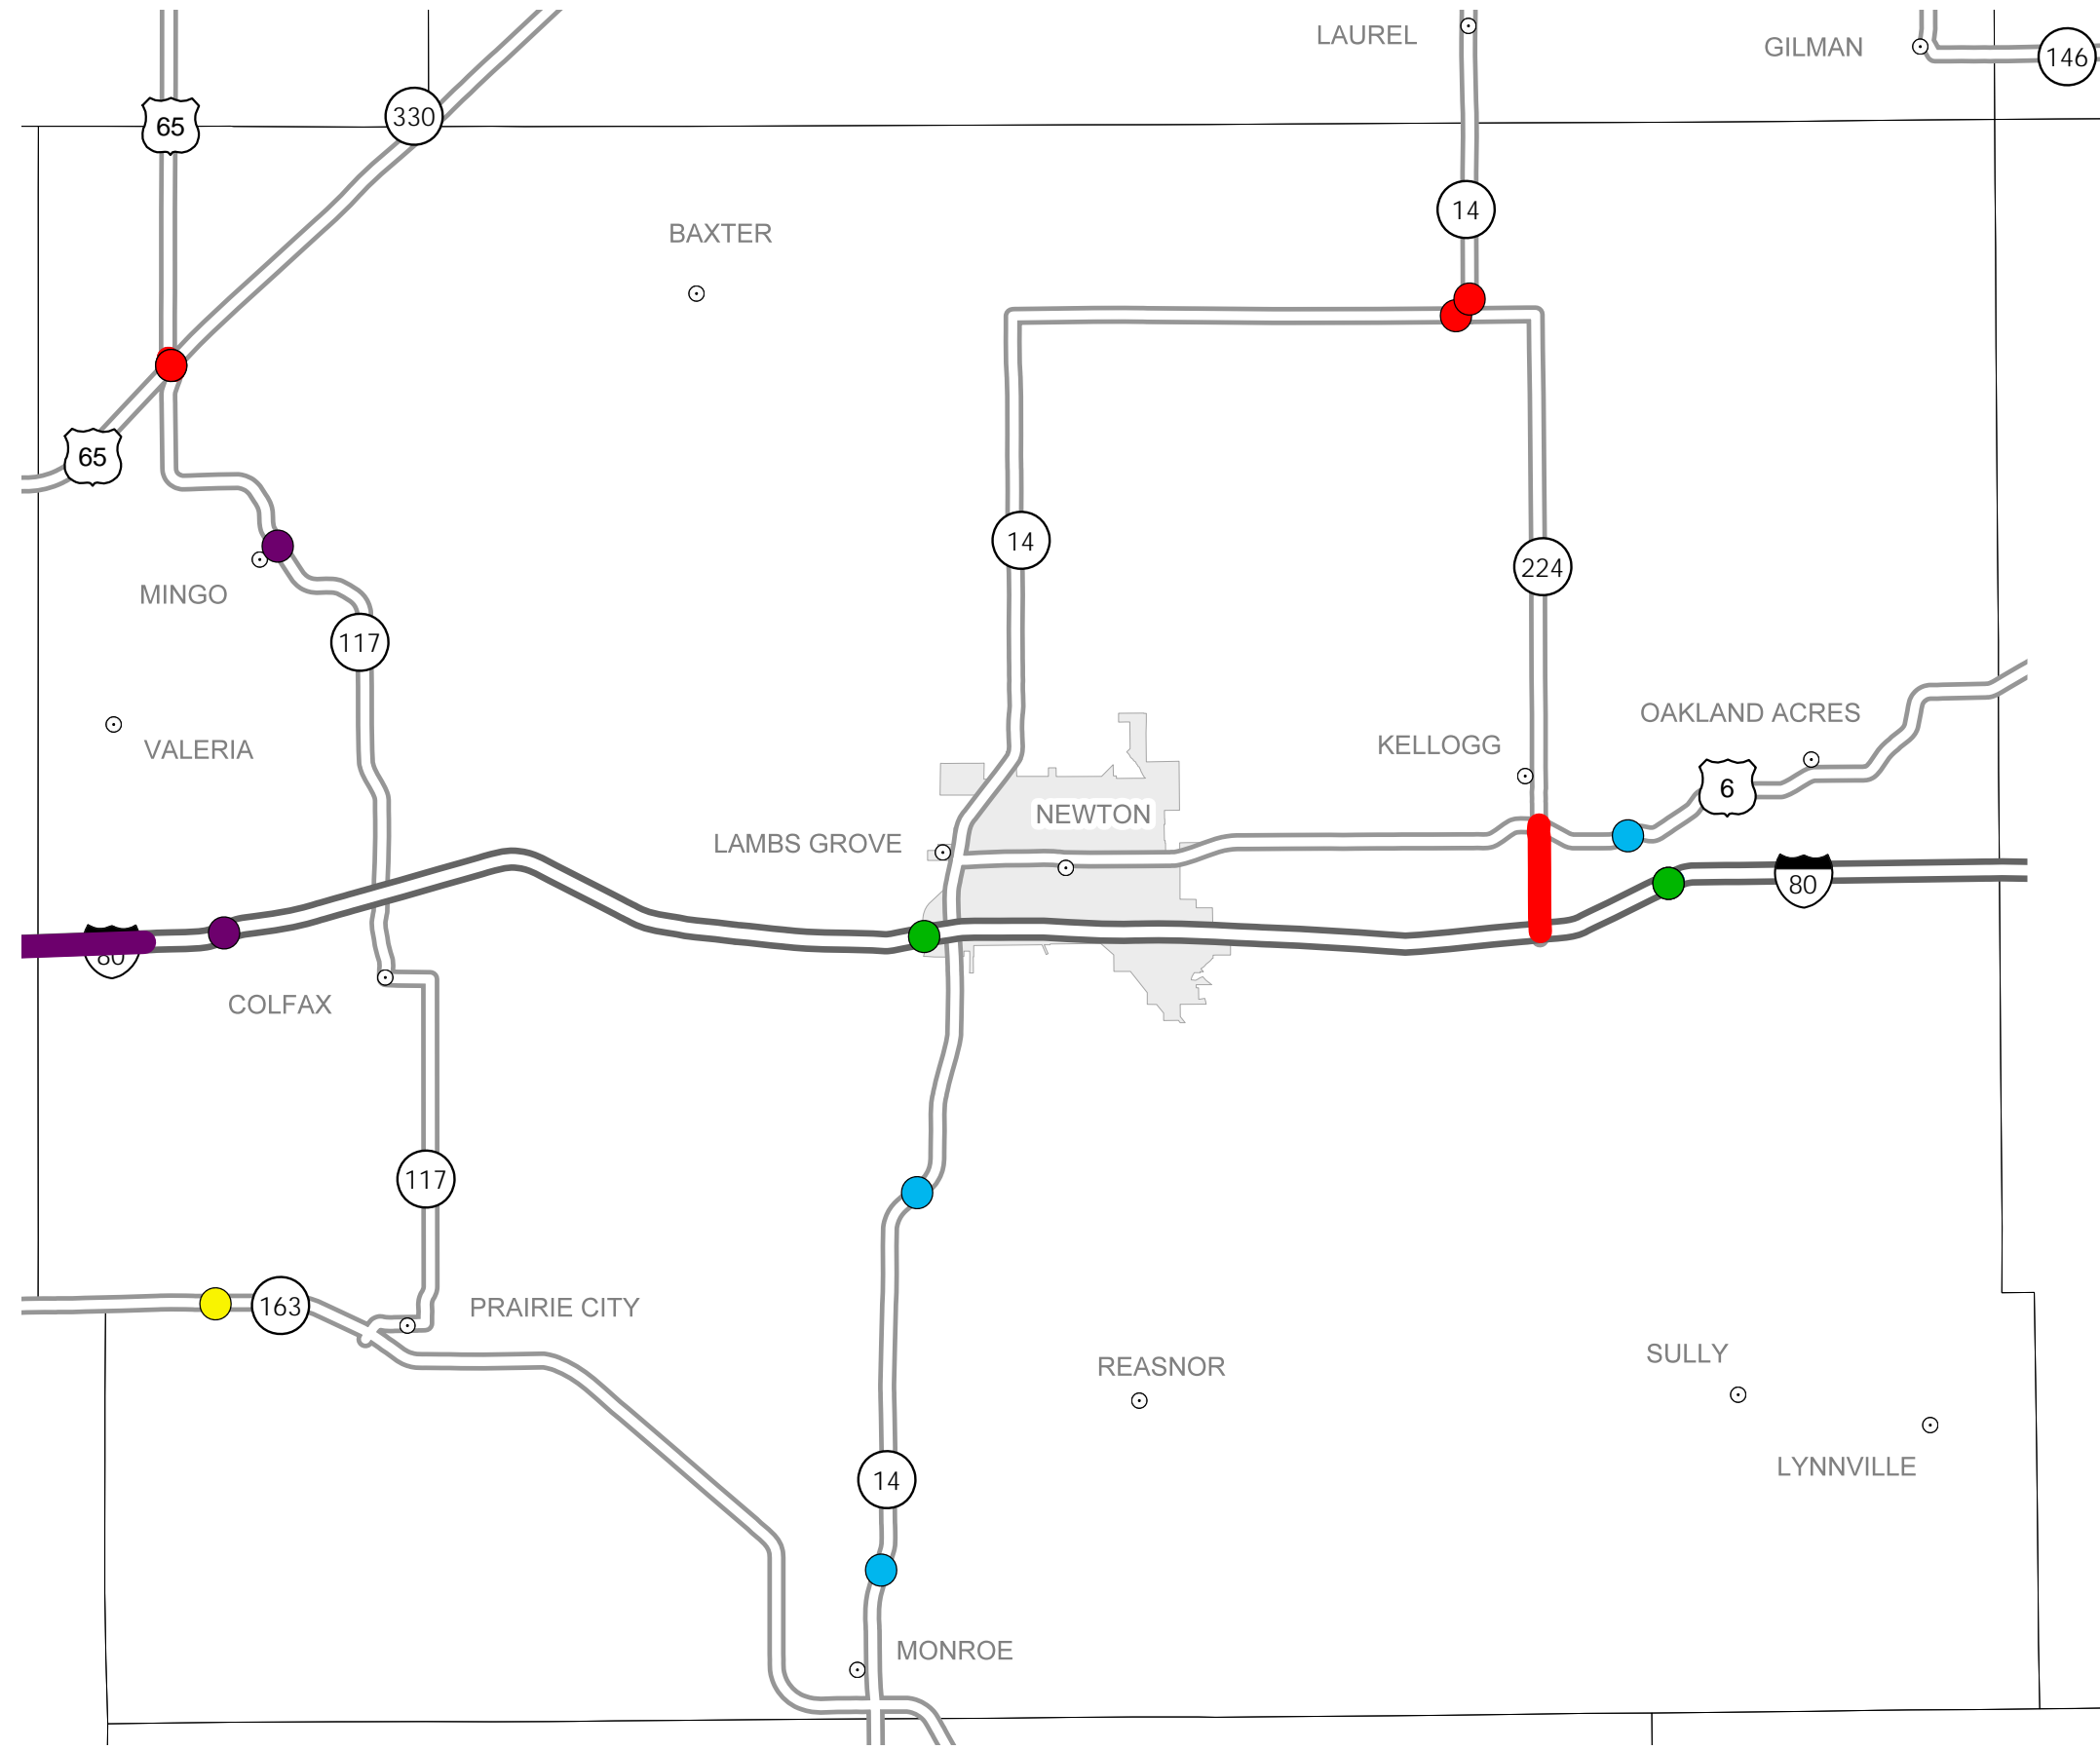 LAUREL
GILMAN
146
330
65
14
BAXTER
65
14
224
MINGO
117
OAKLAND ACRES
VALERIA
KELLOGG
6
NEWTON
LAMBS GROVE
80
80
COLFAX
117
163
PRAIRIE CITY
SULLY
REASNOR
LYNNVILLE
14
MONROE